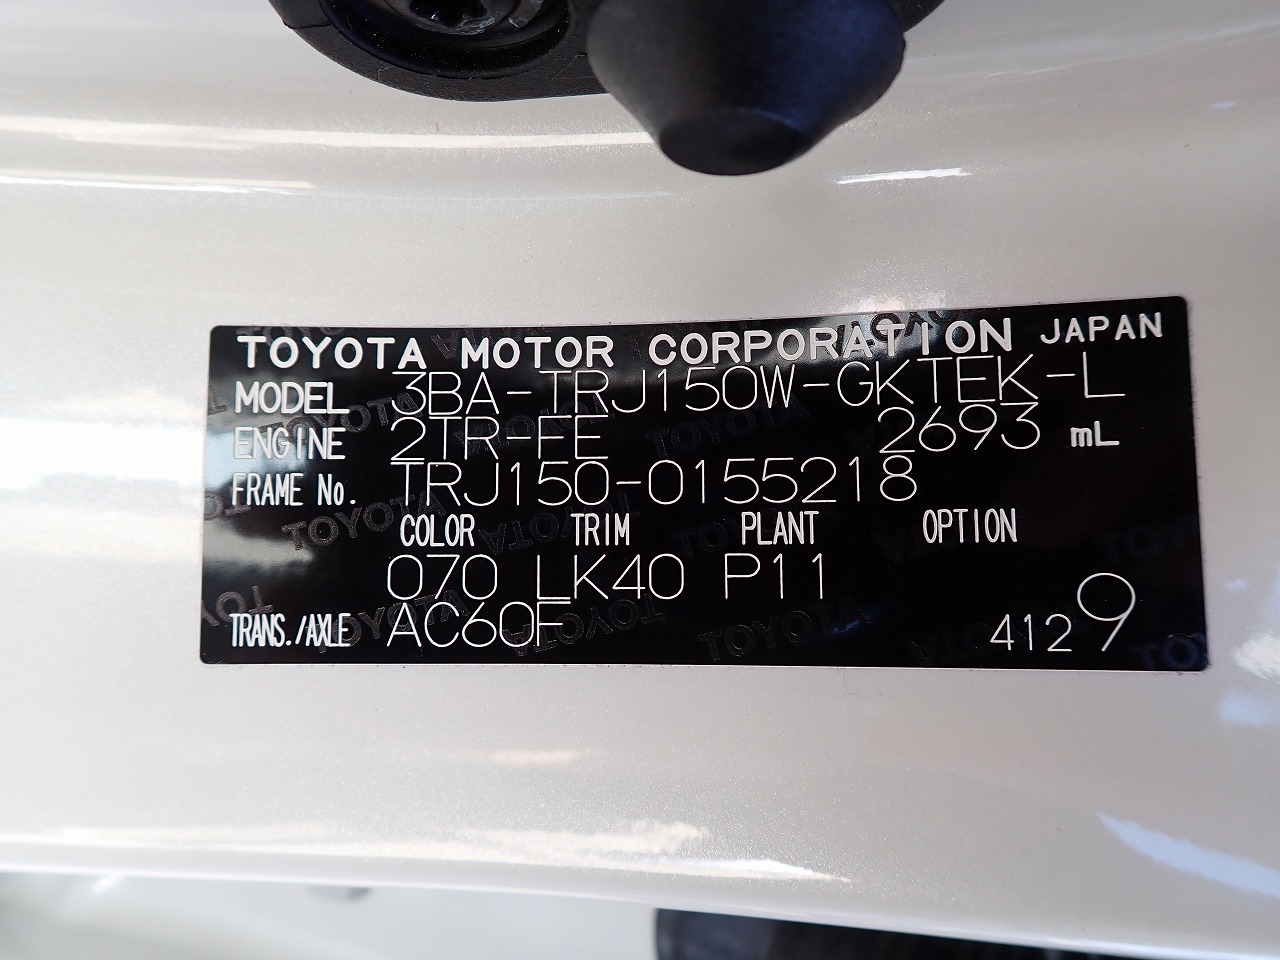 TOYOTA MOTOR CORPORATION JAPAN
MODEL 3BA-TRJ150W-GKTEK-L
ENGINE 2TR-FE 2693 mL
FRAME No. TRJ150-0155218
COLOR TRIM PLANT OPTION
070 LK40 P11
TRANS./AXLE AC60F 4129